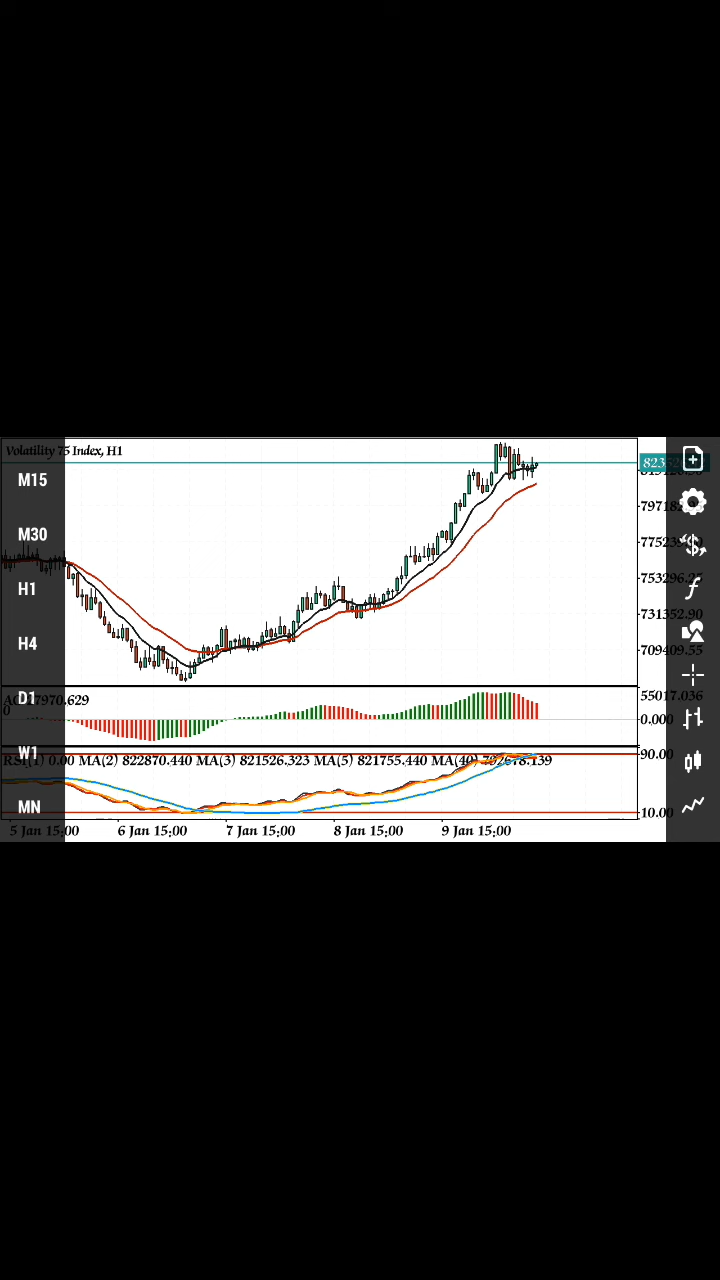 Volatility 75 Index, H1
M15
M30
H1
H4
D1
W1
MN
775239
753296.25
731352.90
709409.55
55017.036
0.000
0
RSI(1) 0.00 MA(2) 822870.440 MA(3) 821526.323 MA(5) 821755.440 MA(40)
90.00
10.00
5 Jan 15:00 6 Jan 15:00 7 Jan 15:00 8 Jan 15:00 9 Jan 15:00